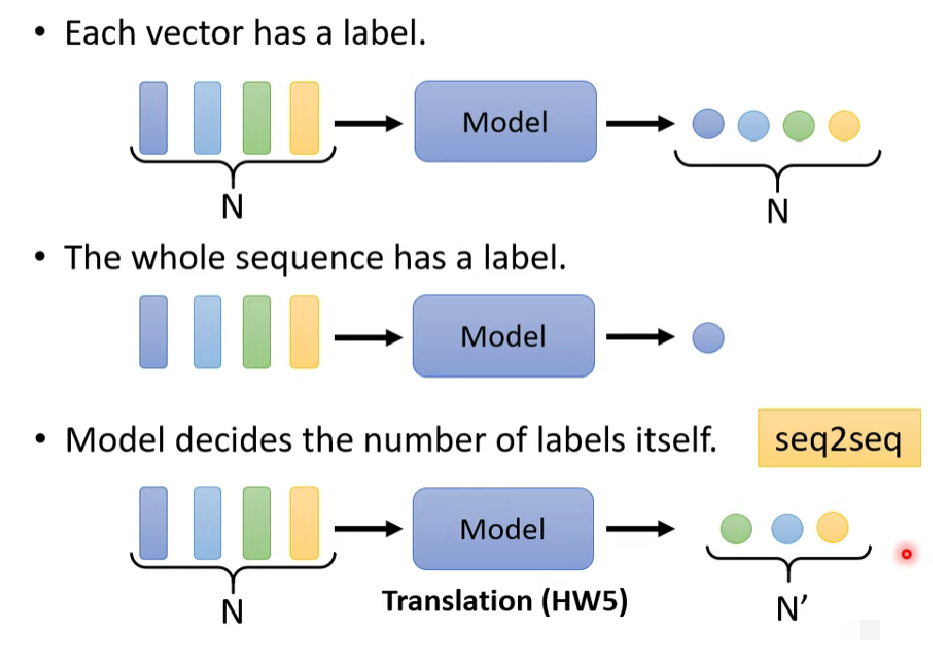 • Each vector has a label.
Model
N
N
• The whole sequence has a label.
Model
• Model decides the number of labels itself.
seq2seq
Model
Translation (HW5)
N
N’